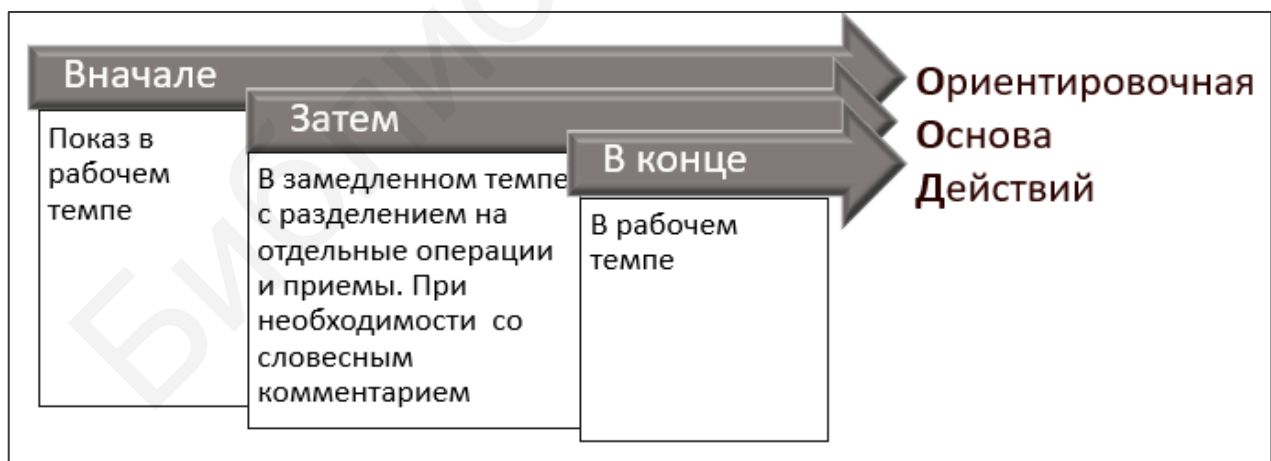 Вначале
Показ в
рабочем
темпе
Затем
В замедленном темпе
с разделением на
отдельные операции
и приемы. При
необходимости со
словесным
комментарием
В конце
В рабочем
темпе
Ориентировочная
Основа
Действий